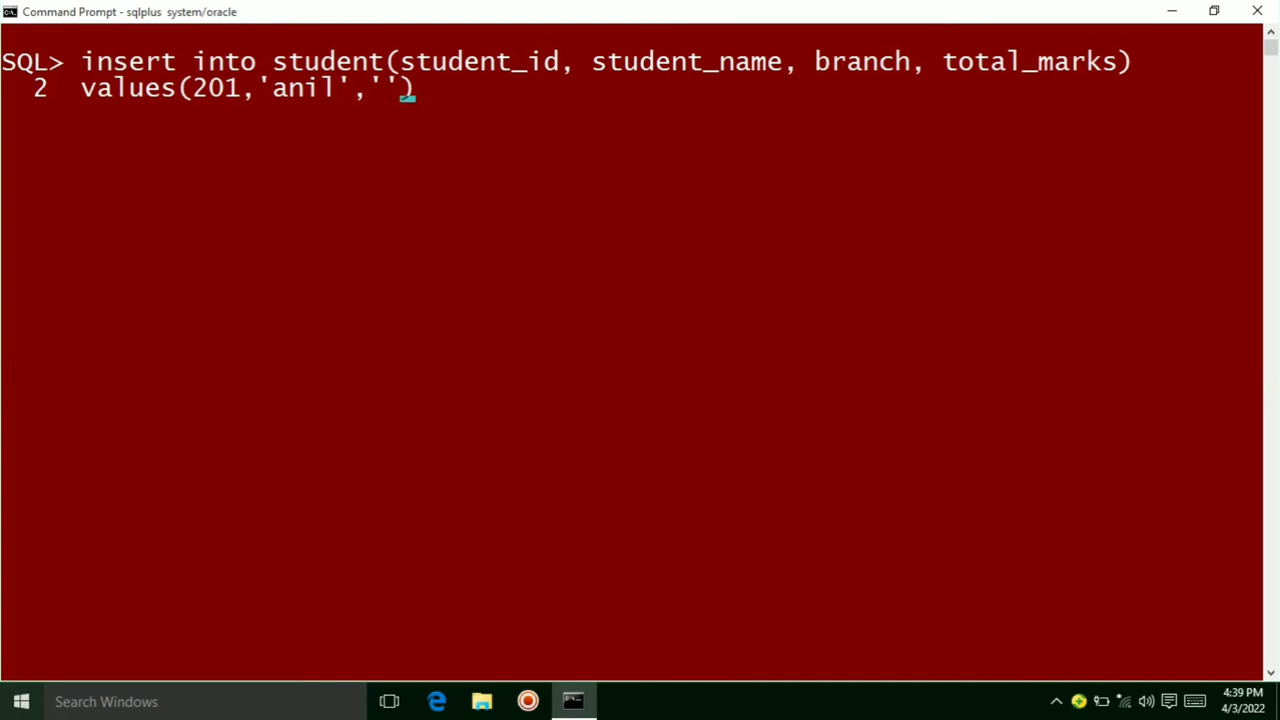 Command Prompt - sqlplus system/oracle
SQL> insert into student(student_id, student_name, branch, total_marks)
2 values(201,'anil','')
Search Windows
4:39 PM
4/3/2022